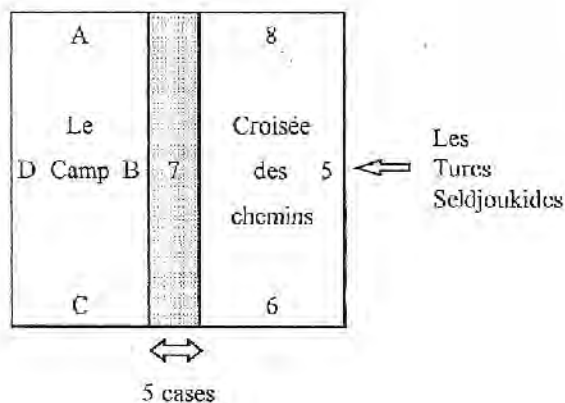 A
8
Le
Croisée
Les
D Camp B
7
des
5
Turcs
chemins
Seldjoukides
C
6
5 cases